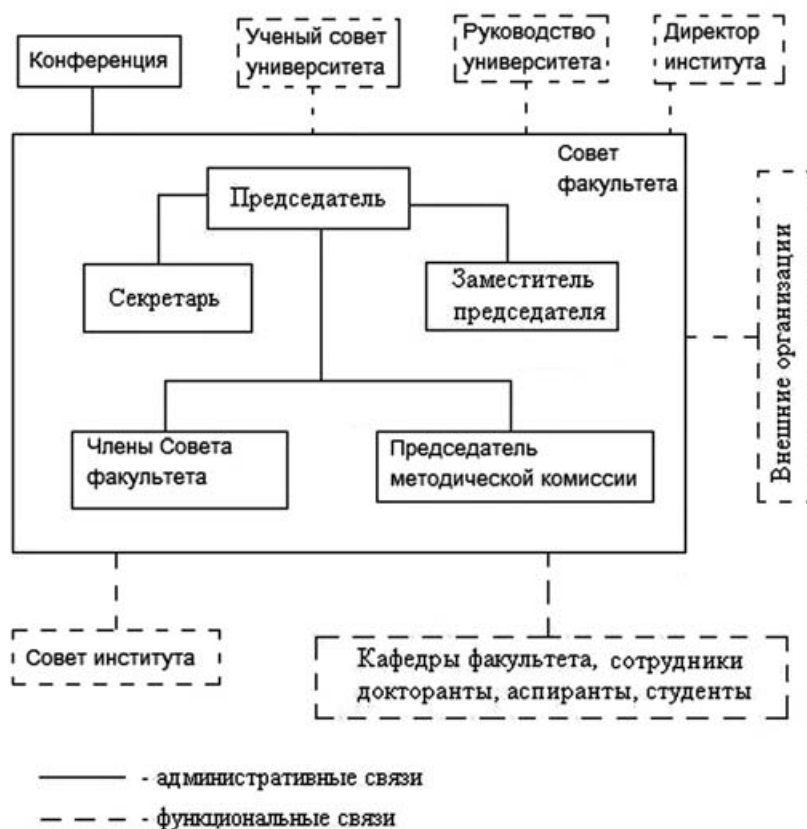 Конференция
Ученый совет
университета
Руководство
университета
Директор
института
Совет
факультета
Председатель
Секретарь
Заместитель
председателя
Внешние организации
Члены Совета
факультета
Председатель
методической комиссии
Совет института
Кафедры факультета, сотрудники
докторанты, аспиранты, студенты
- административные связи
- функциональные связи